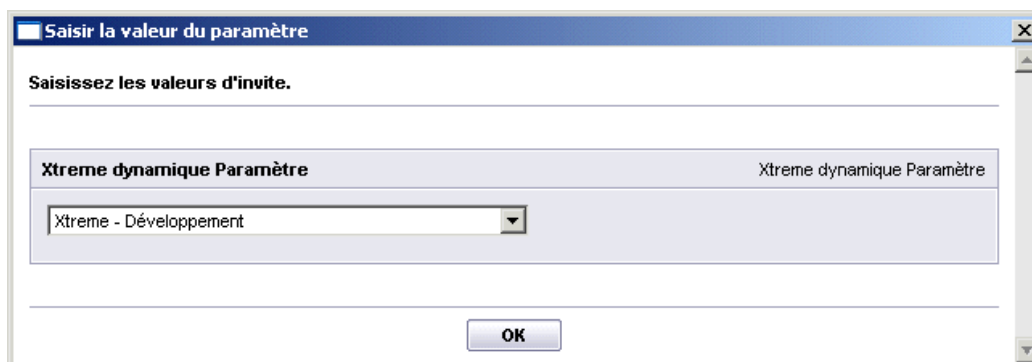 Saisir la valeur du paramètre
Saisissez les valeurs d'invite.
Xtreme dynamique Paramètre Xtreme dynamique Paramètre
Xtreme - Développement
OK